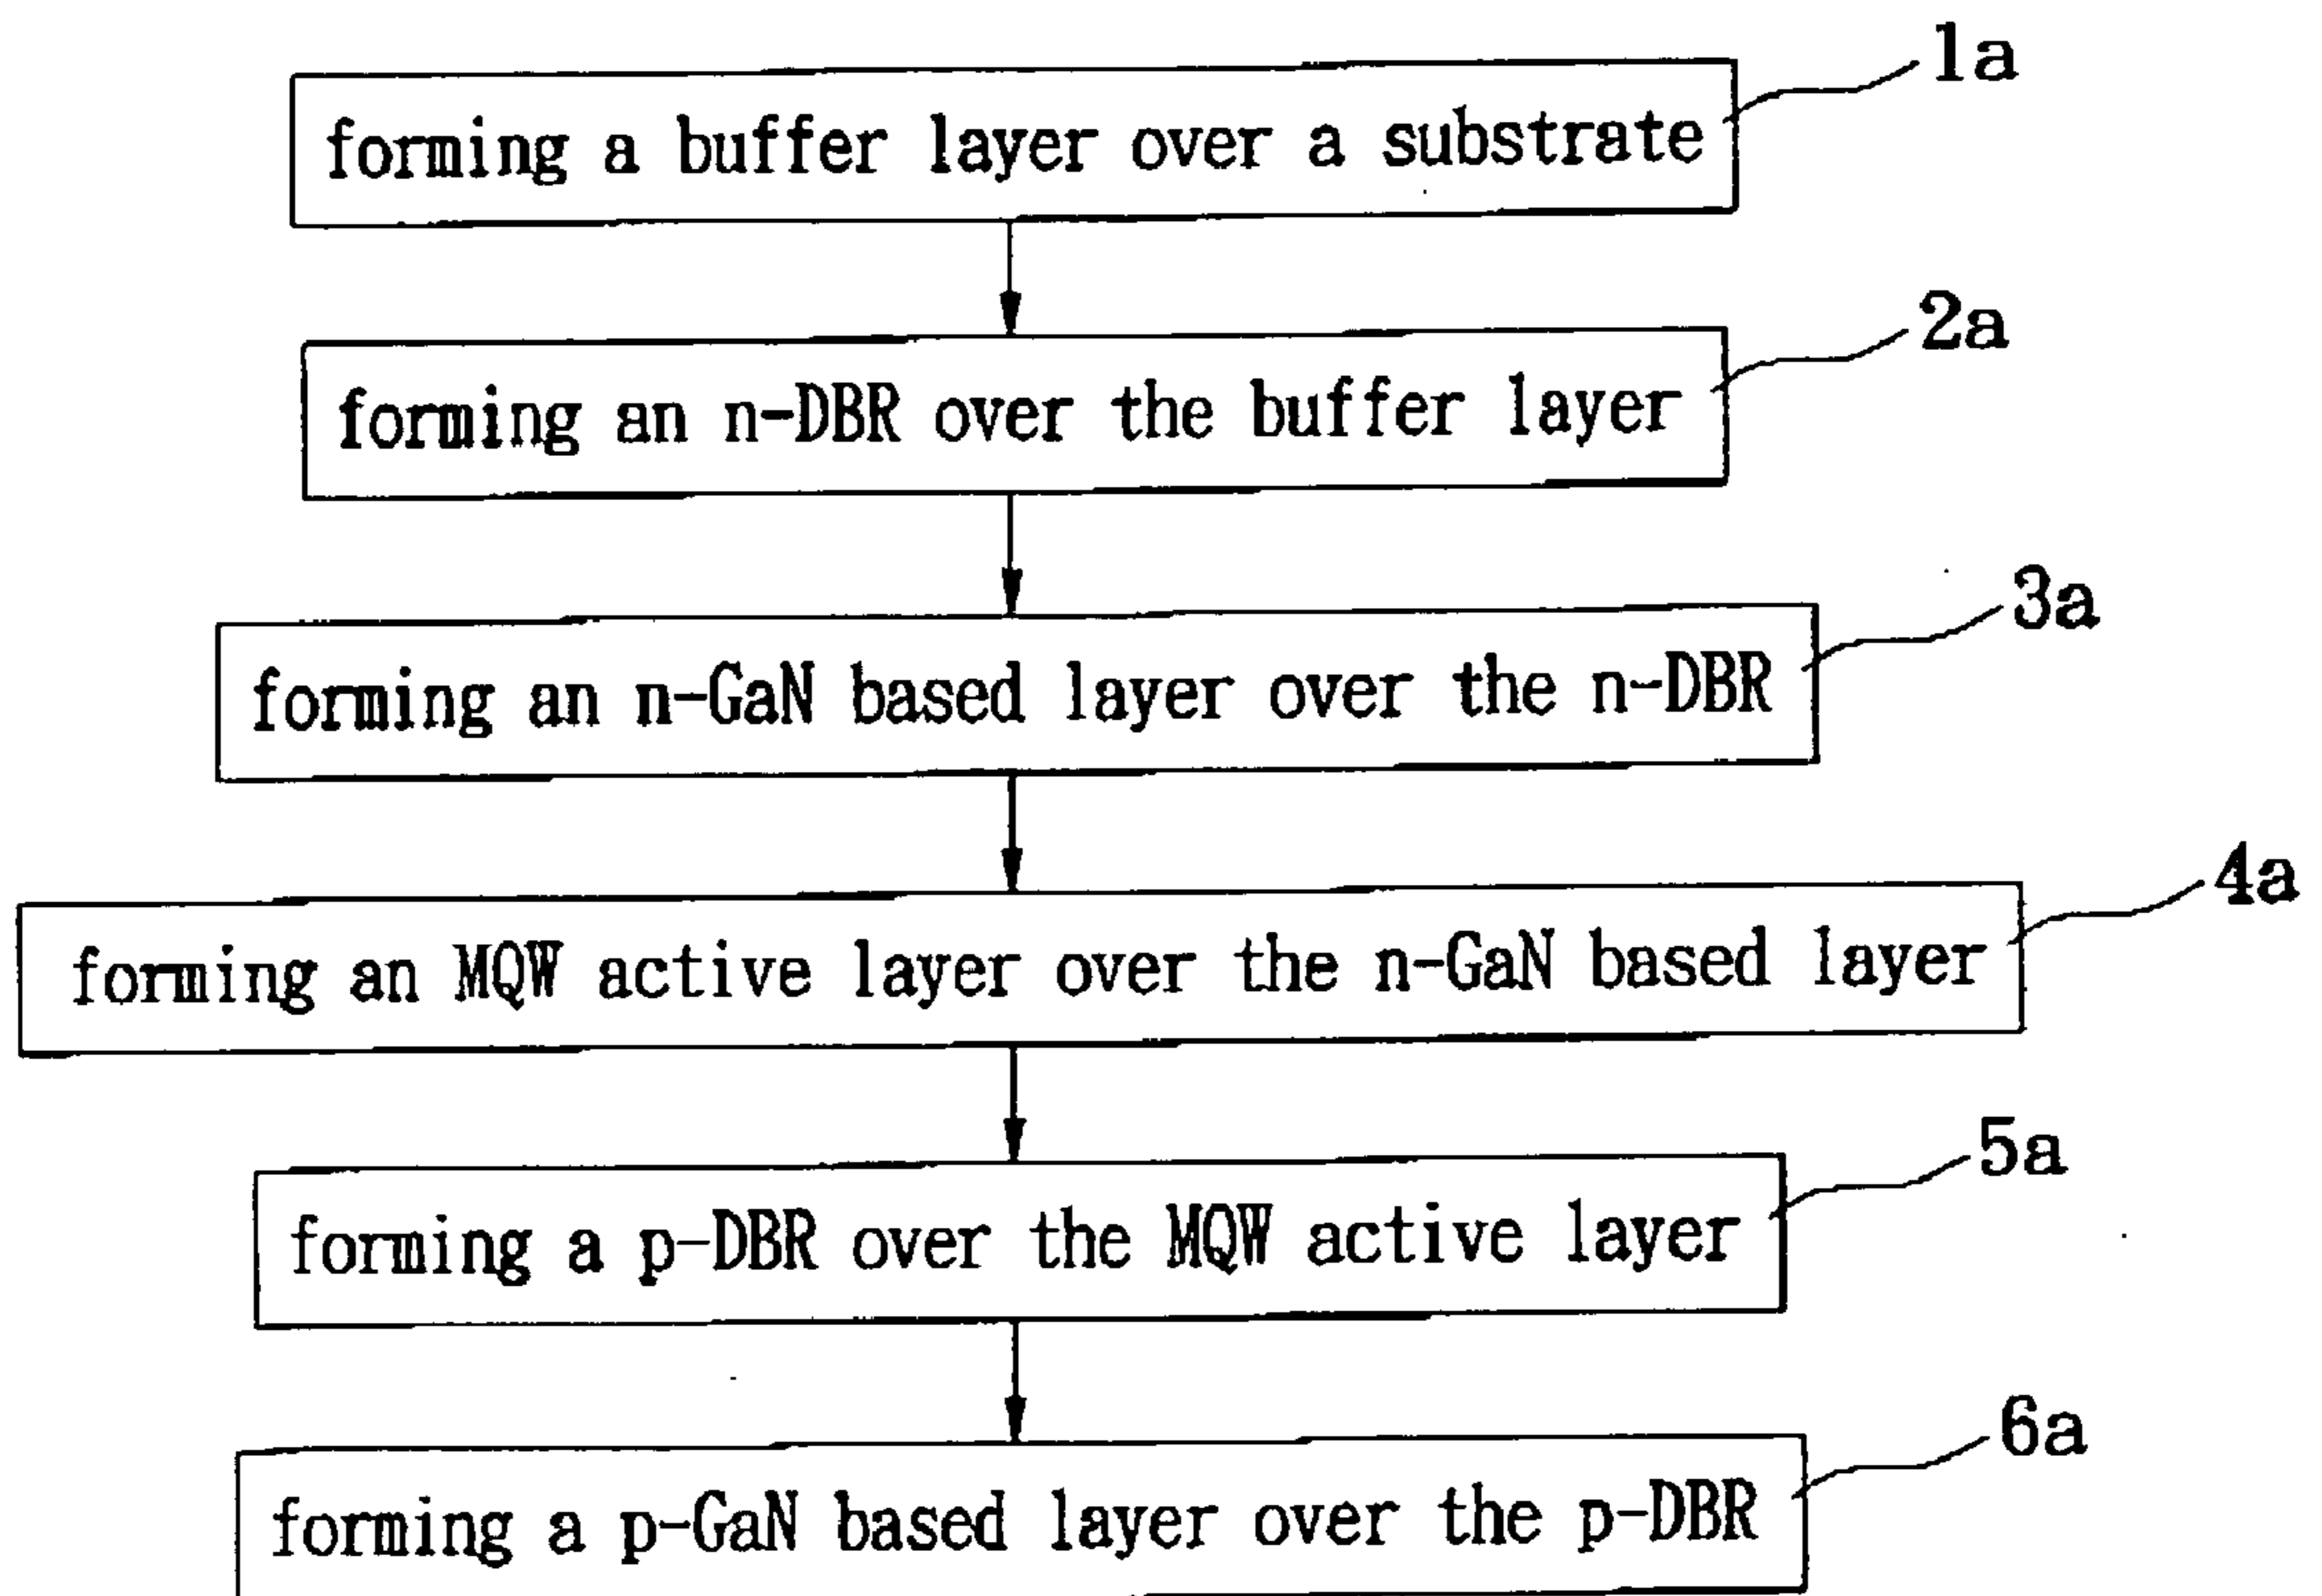 1a
forming a buffer layer over a substrate
2a
forming an n-DBR over the buffer layer
3a
forming an n-GaN based layer over the n-DBR
4a
forming an MQW active layer over the n-GaN based layer
5a
forming a p-DBR over the MQW active layer
6a
forming a p-GaN based layer over the p-DBR